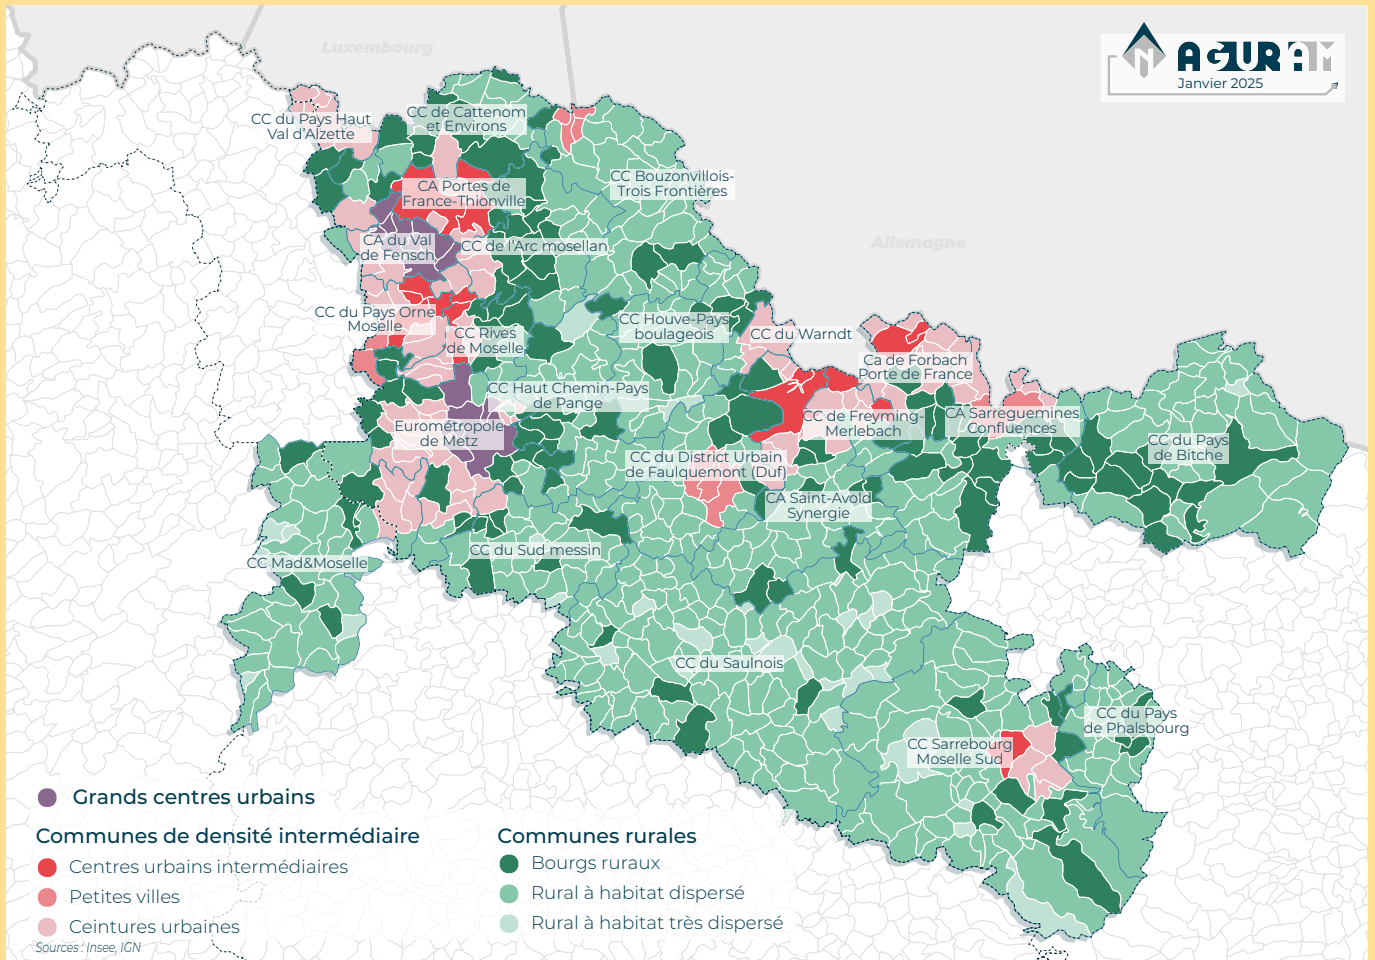 Luxembourg
AGURAM
Janvier 2025
CC du Pays Haut
Val d'Alzette
CC de Cattenom
et Environs
CA Portes de
France-Thionville
CC Bouzonvillois-
Trois Frontières
CA du Val
de Fensch
CC de l'Arc mosellan
Allemagne
CC du Pays Orne
Moselle
CC Rives
de Moselle
CC Houve-Pays
boulageois
CC du Warndt
Ca de Forbach
Porte de France
CC Haut Chemin-Pays
de Pange
Eurométropole
de Metz
CC de Freyming-
Merlebach
CA Sarreguemines
Confluences
CC du Pays
de Bitche
CC du District Urbain
de Faulquemont (Duf)
CA Saint-Avold
Synergie
CC du Sud messin
CC Mad&Moselle
CC du Saulnois
CC du Pays
de Phalsbourg
CC Sarrebourg
Moselle Sud
Grands centres urbains
Communes de densité intermédiaire
Centres urbains intermédiaires
Petites villes
Ceintures urbaines
Communes rurales
Bourgs ruraux
Rural à habitat dispersé
Rural à habitat très dispersé
Sources : Insee, IGN